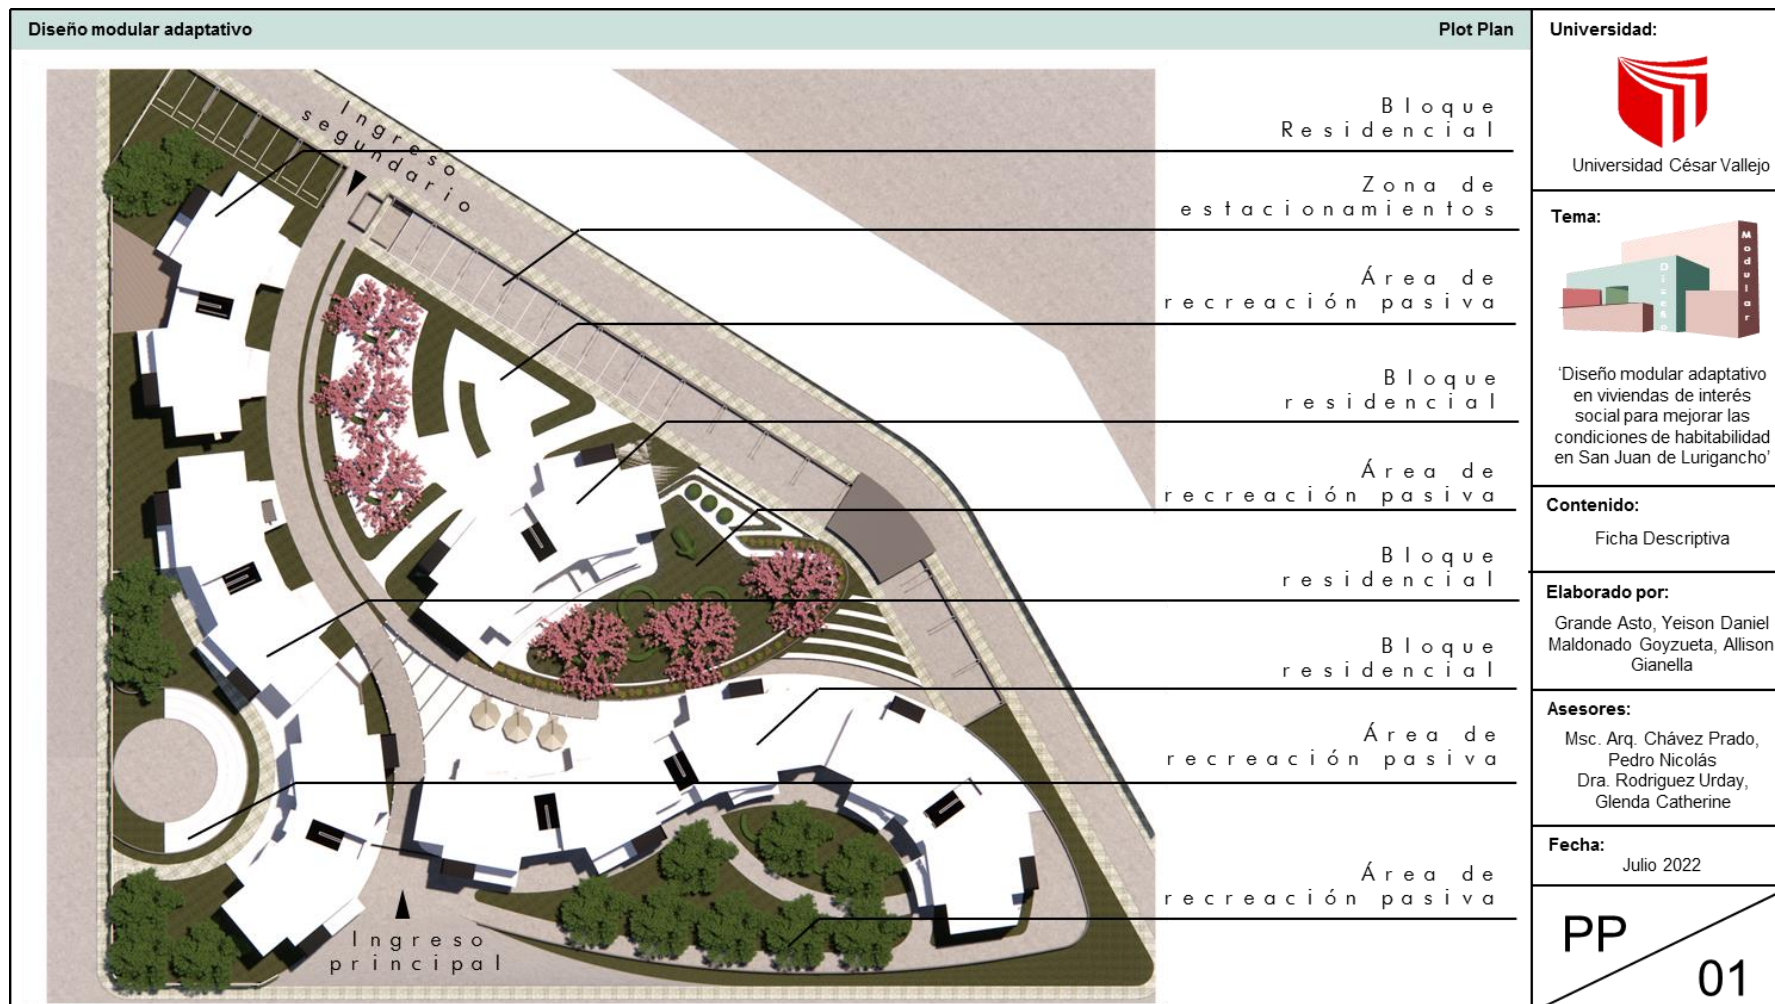 Diseño modular adaptativo
Plot Plan
Ingreso
segundario
Bloque
Residencial
Zona de
estacionamientos
Área de
recreación pasiva
Bloque
residencial
Área de
recreación pasiva
Bloque
residencial
Bloque
residencial
Área de
recreación pasiva
Área de
recreación pasiva
Ingreso
principal
Universidad:
Universidad César Vallejo
Tema:
Diseño
Modular
‘Diseño modular adaptativo
en viviendas de interés
social para mejorar las
condiciones de habitabilidad
en San Juan de Lurigancho’
Contenido:
Ficha Descriptiva
Elaborado por:
Grande Asto, Yeison Daniel
Maldonado Goyzueta, Allison
Gianella
Asesores:
Msc. Arq. Chávez Prado,
Pedro Nicolás
Dra. Rodriguez Urday,
Glenda Catherine
Fecha:
Julio 2022
PP
01